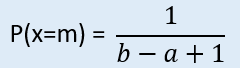 P(x=m) = 1 / (b − a + 1)